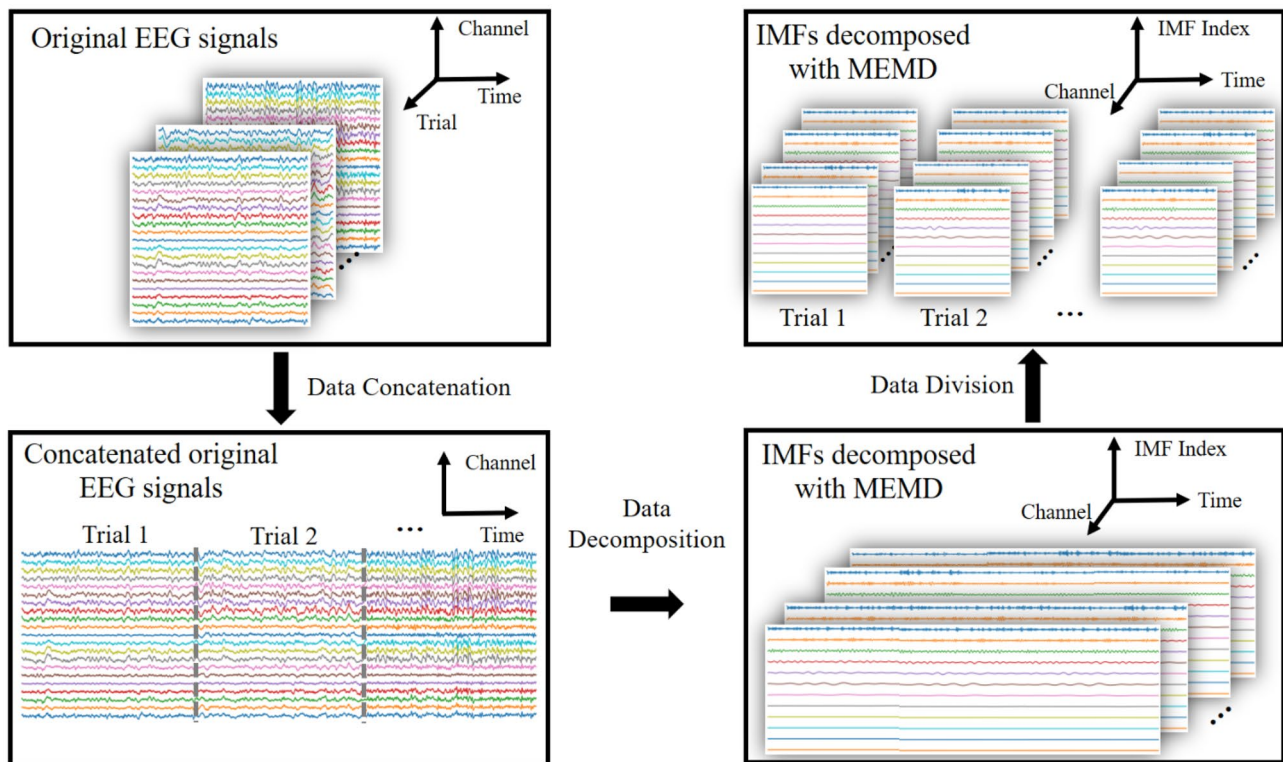 Original EEG signals
Channel
Time
Trial
Data Concatenation
Concatenated original
EEG signals
Channel
Time
Trial 1
Trial 2
...
Data
Decomposition
IMFs decomposed
with MEMD
IMF Index
Time
Channel
...
Data Division
IMFs decomposed
with MEMD
IMF Index
Time
Channel
...
Trial 1
Trial 2
...